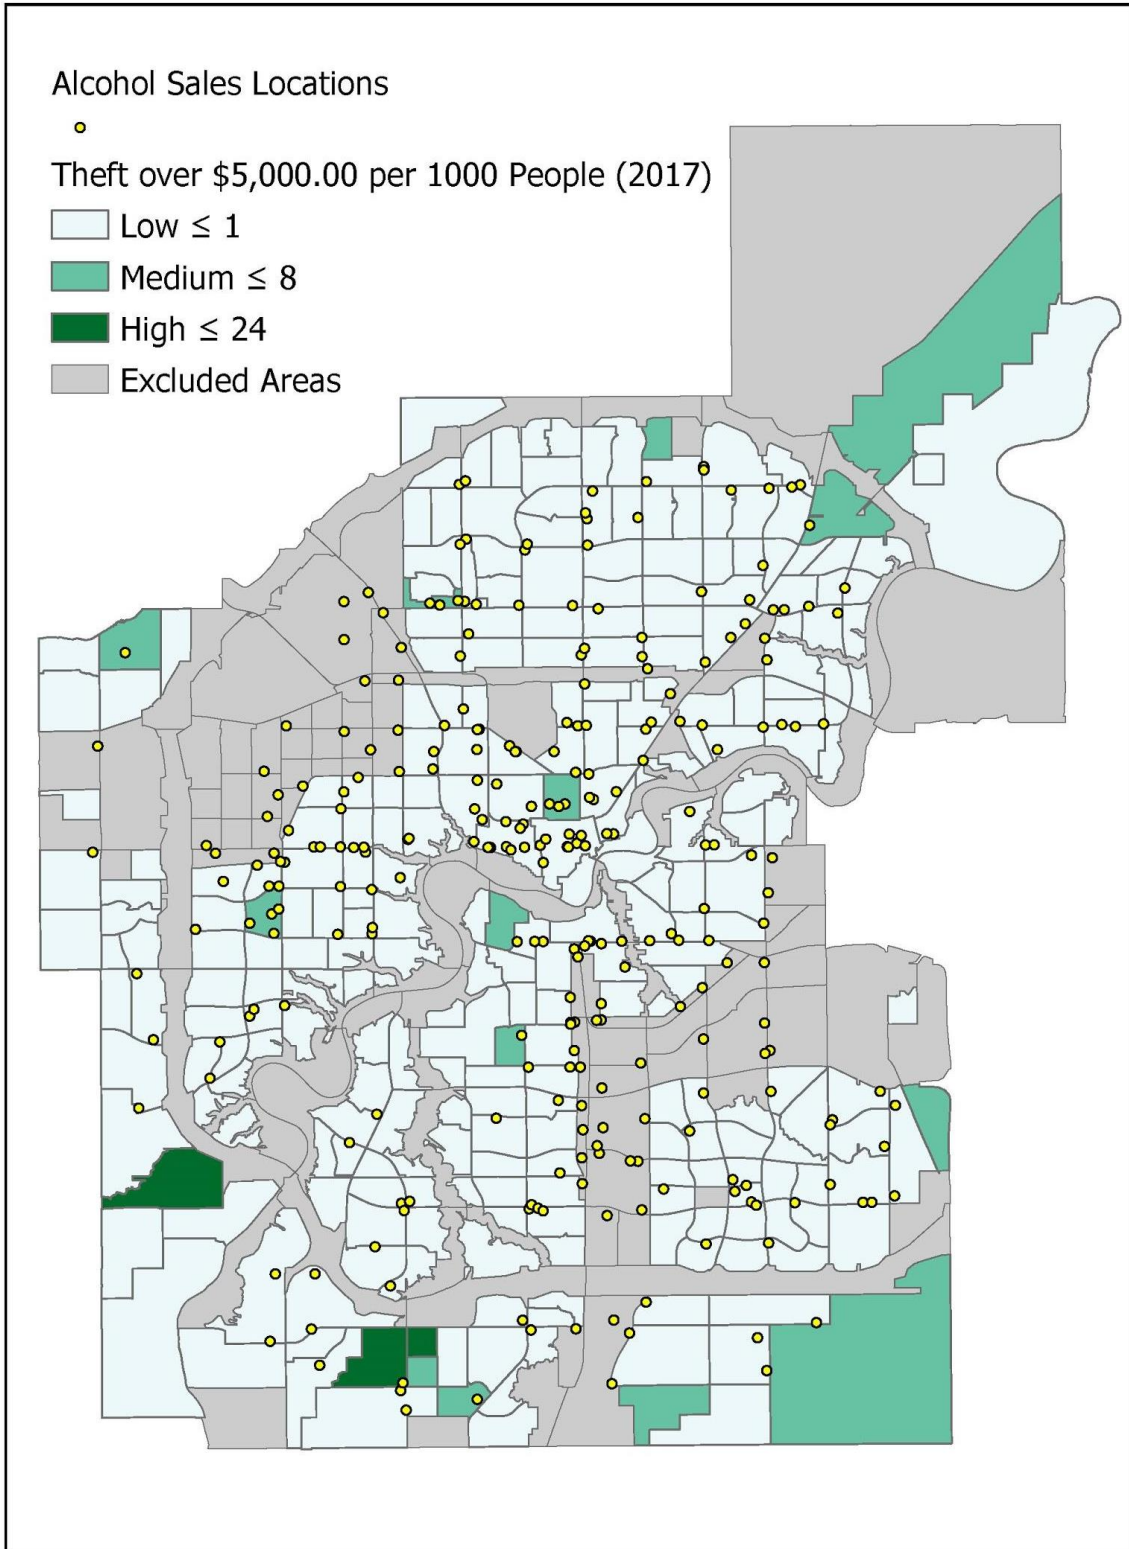 Alcohol Sales Locations
Theft over $5,000.00 per 1000 People (2017)
Low ≤ 1
Medium ≤ 8
High ≤ 24
Excluded Areas